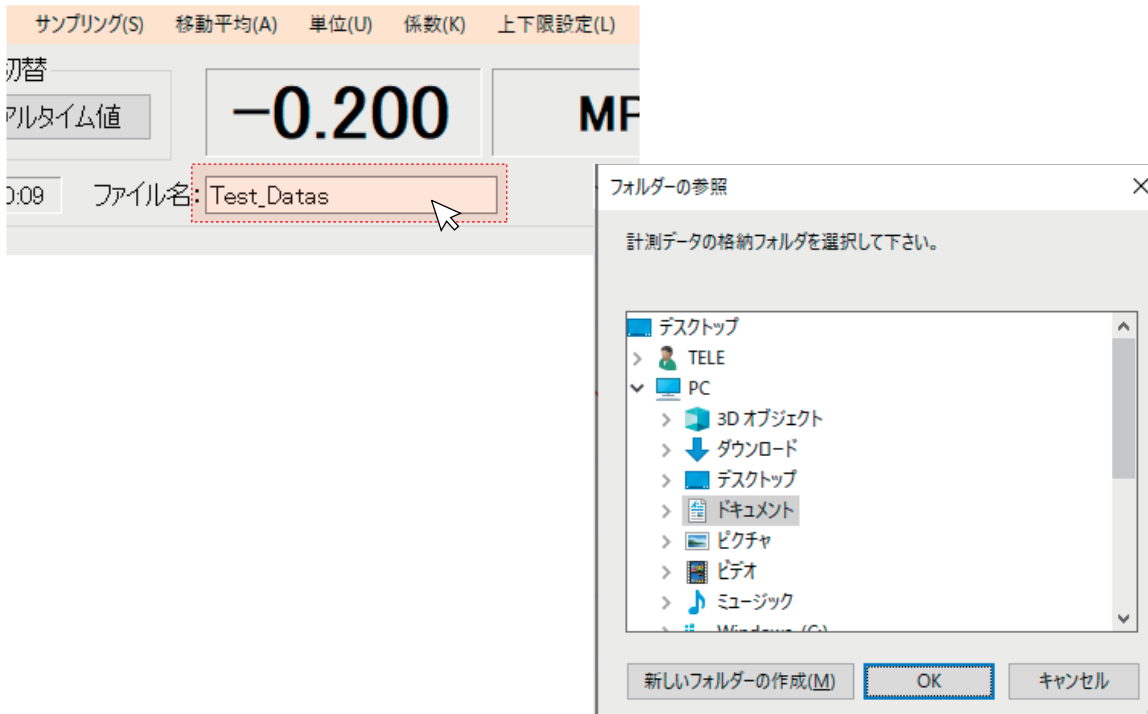 サンプリング(S) 移動平均(A) 単位(U) 係数(K) 上下限設定(L)
切替
アルタイム値
-0.200
MP
0:09
ファイル名: Test_Datas
フォルダーの参照
計測データの格納フォルダを選択して下さい。
デスクトップ
TELE
PC
3D オブジェクト
ダウンロード
デスクトップ
ドキュメント
ピクチャ
ビデオ
ミュージック
Windows (C:)
新しいフォルダーの作成(M) OK キャンセル